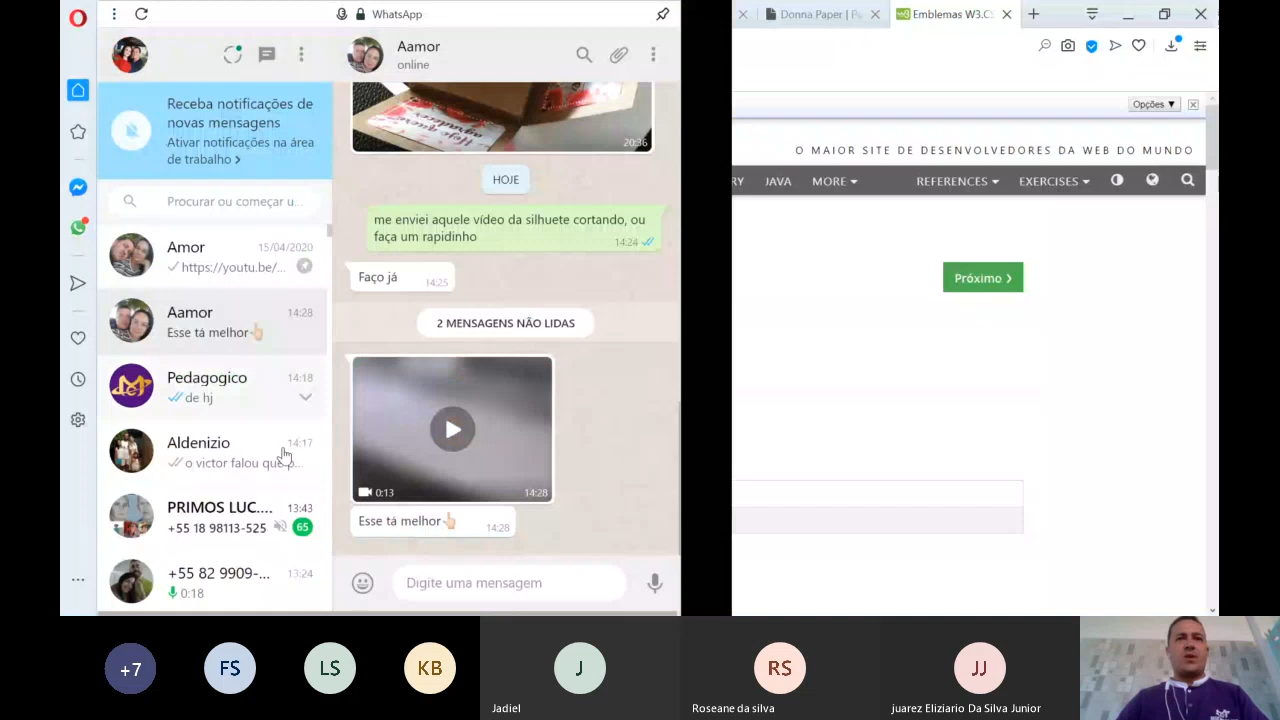 WhatsApp
Receba notificações de
novas mensagens
Ativar notificações na área
de trabalho >
Procurar ou começar u...
Amor 15/04/2020
https://youtu.be/...
Aamor 14:28
Esse tá melhor👆🏻
Pedagogico 14:18
de hj
Aldenizio 14:17
o victor falou que p...
PRIMOS LUC.... 13:43
+55 18 98113-525 65
+55 82 9909-... 13:24
0:18
Aamor
online
20:36
HOJE
me enviei aquele vídeo da silhuete cortando, ou
faça um rapidinho
14:24
Faço já 14:25
2 MENSAGENS NÃO LIDAS
0:13 14:28
Esse tá melhor👆🏻 14:28
Digite uma mensagem
Donna Paper |
Emblemas W3.CS
Opções ▼
O MAIOR SITE DE DESENVOLVEDORES DA WEB DO MUNDO
RY JAVA MORE REFERENCES EXERCISES
Próximo ❯
+7
FS
LS
KB
J
Jadiel
RS
Roseane da silva
JJ
juarez Eliziario Da Silva Junior